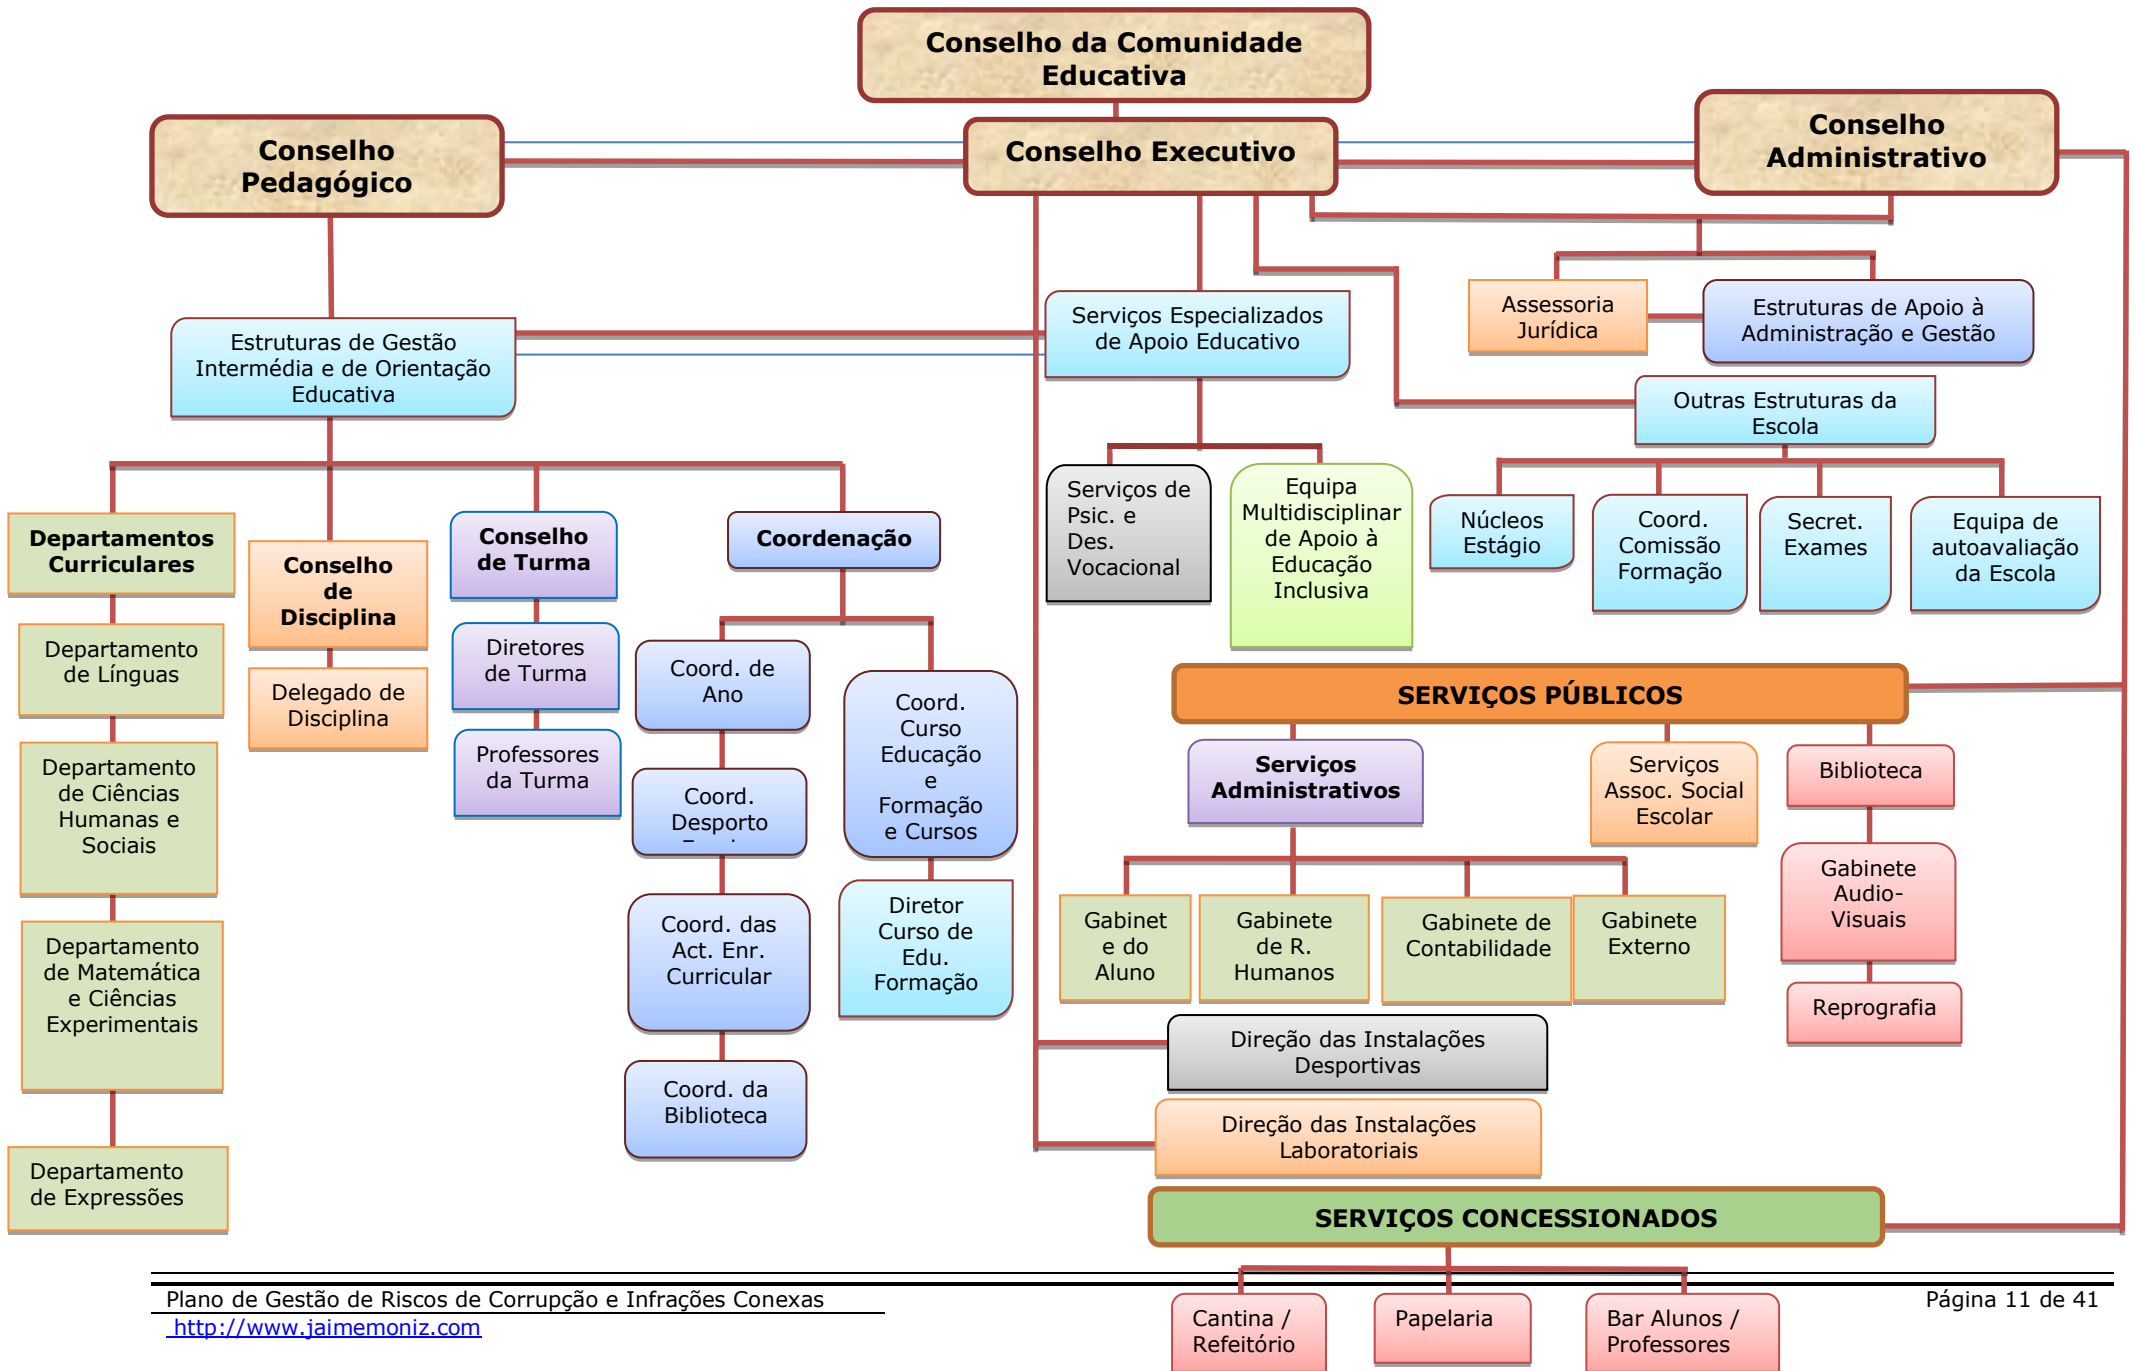 Conselho da Comunidade
Educativa
Conselho
Pedagógico
Conselho Executivo
Conselho
Administrativo
Assessoria
Jurídica
Estruturas de Apoio à
Administração e Gestão
Serviços Especializados
de Apoio Educativo
Estruturas de Gestão
Intermédia e de Orientação
Educativa
Outras Estruturas da
Escola
Serviços de
Psic. e
Des.
Vocacional
Equipa
Multidisciplinar
de Apoio à
Educação
Inclusiva
Núcleos
Estágio
Coord.
Comissão
Formação
Secret.
Exames
Equipa de
autoavaliação
da Escola
Departamentos
Curriculares
Conselho
de
Disciplina
Conselho
de Turma
Coordenação
Departamento
de Línguas
Delegado de
Disciplina
Diretores
de Turma
Coord. de
Ano
Coord.
Curso
Educação
e
Formação
e Cursos
Departamento
de Ciências
Humanas e
Sociais
Professores
da Turma
Coord.
Desporto
Departamento
de Matemática
e Ciências
Experimentais
Coord. das
Act. Enr.
Curricular
Diretor
Curso de
Edu.
Formação
Coord. da
Biblioteca
Departamento
de Expressões
SERVIÇOS PÚBLICOS
Serviços
Administrativos
Serviços
Assoc. Social
Escolar
Biblioteca
Gabinete
Audio-
Visuais
Reprografia
Gabinet
e do
Aluno
Gabinete
de R.
Humanos
Gabinete de
Contabilidade
Gabinete
Externo
Direção das Instalações
Desportivas
Direção das Instalações
Laboratoriais
SERVIÇOS CONCESSIONADOS
Cantina /
Refeitório
Papelaria
Bar Alunos /
Professores
Plano de Gestão de Riscos de Corrupção e Infrações Conexas
http://www.jaimemoniz.com
Página 11 de 41